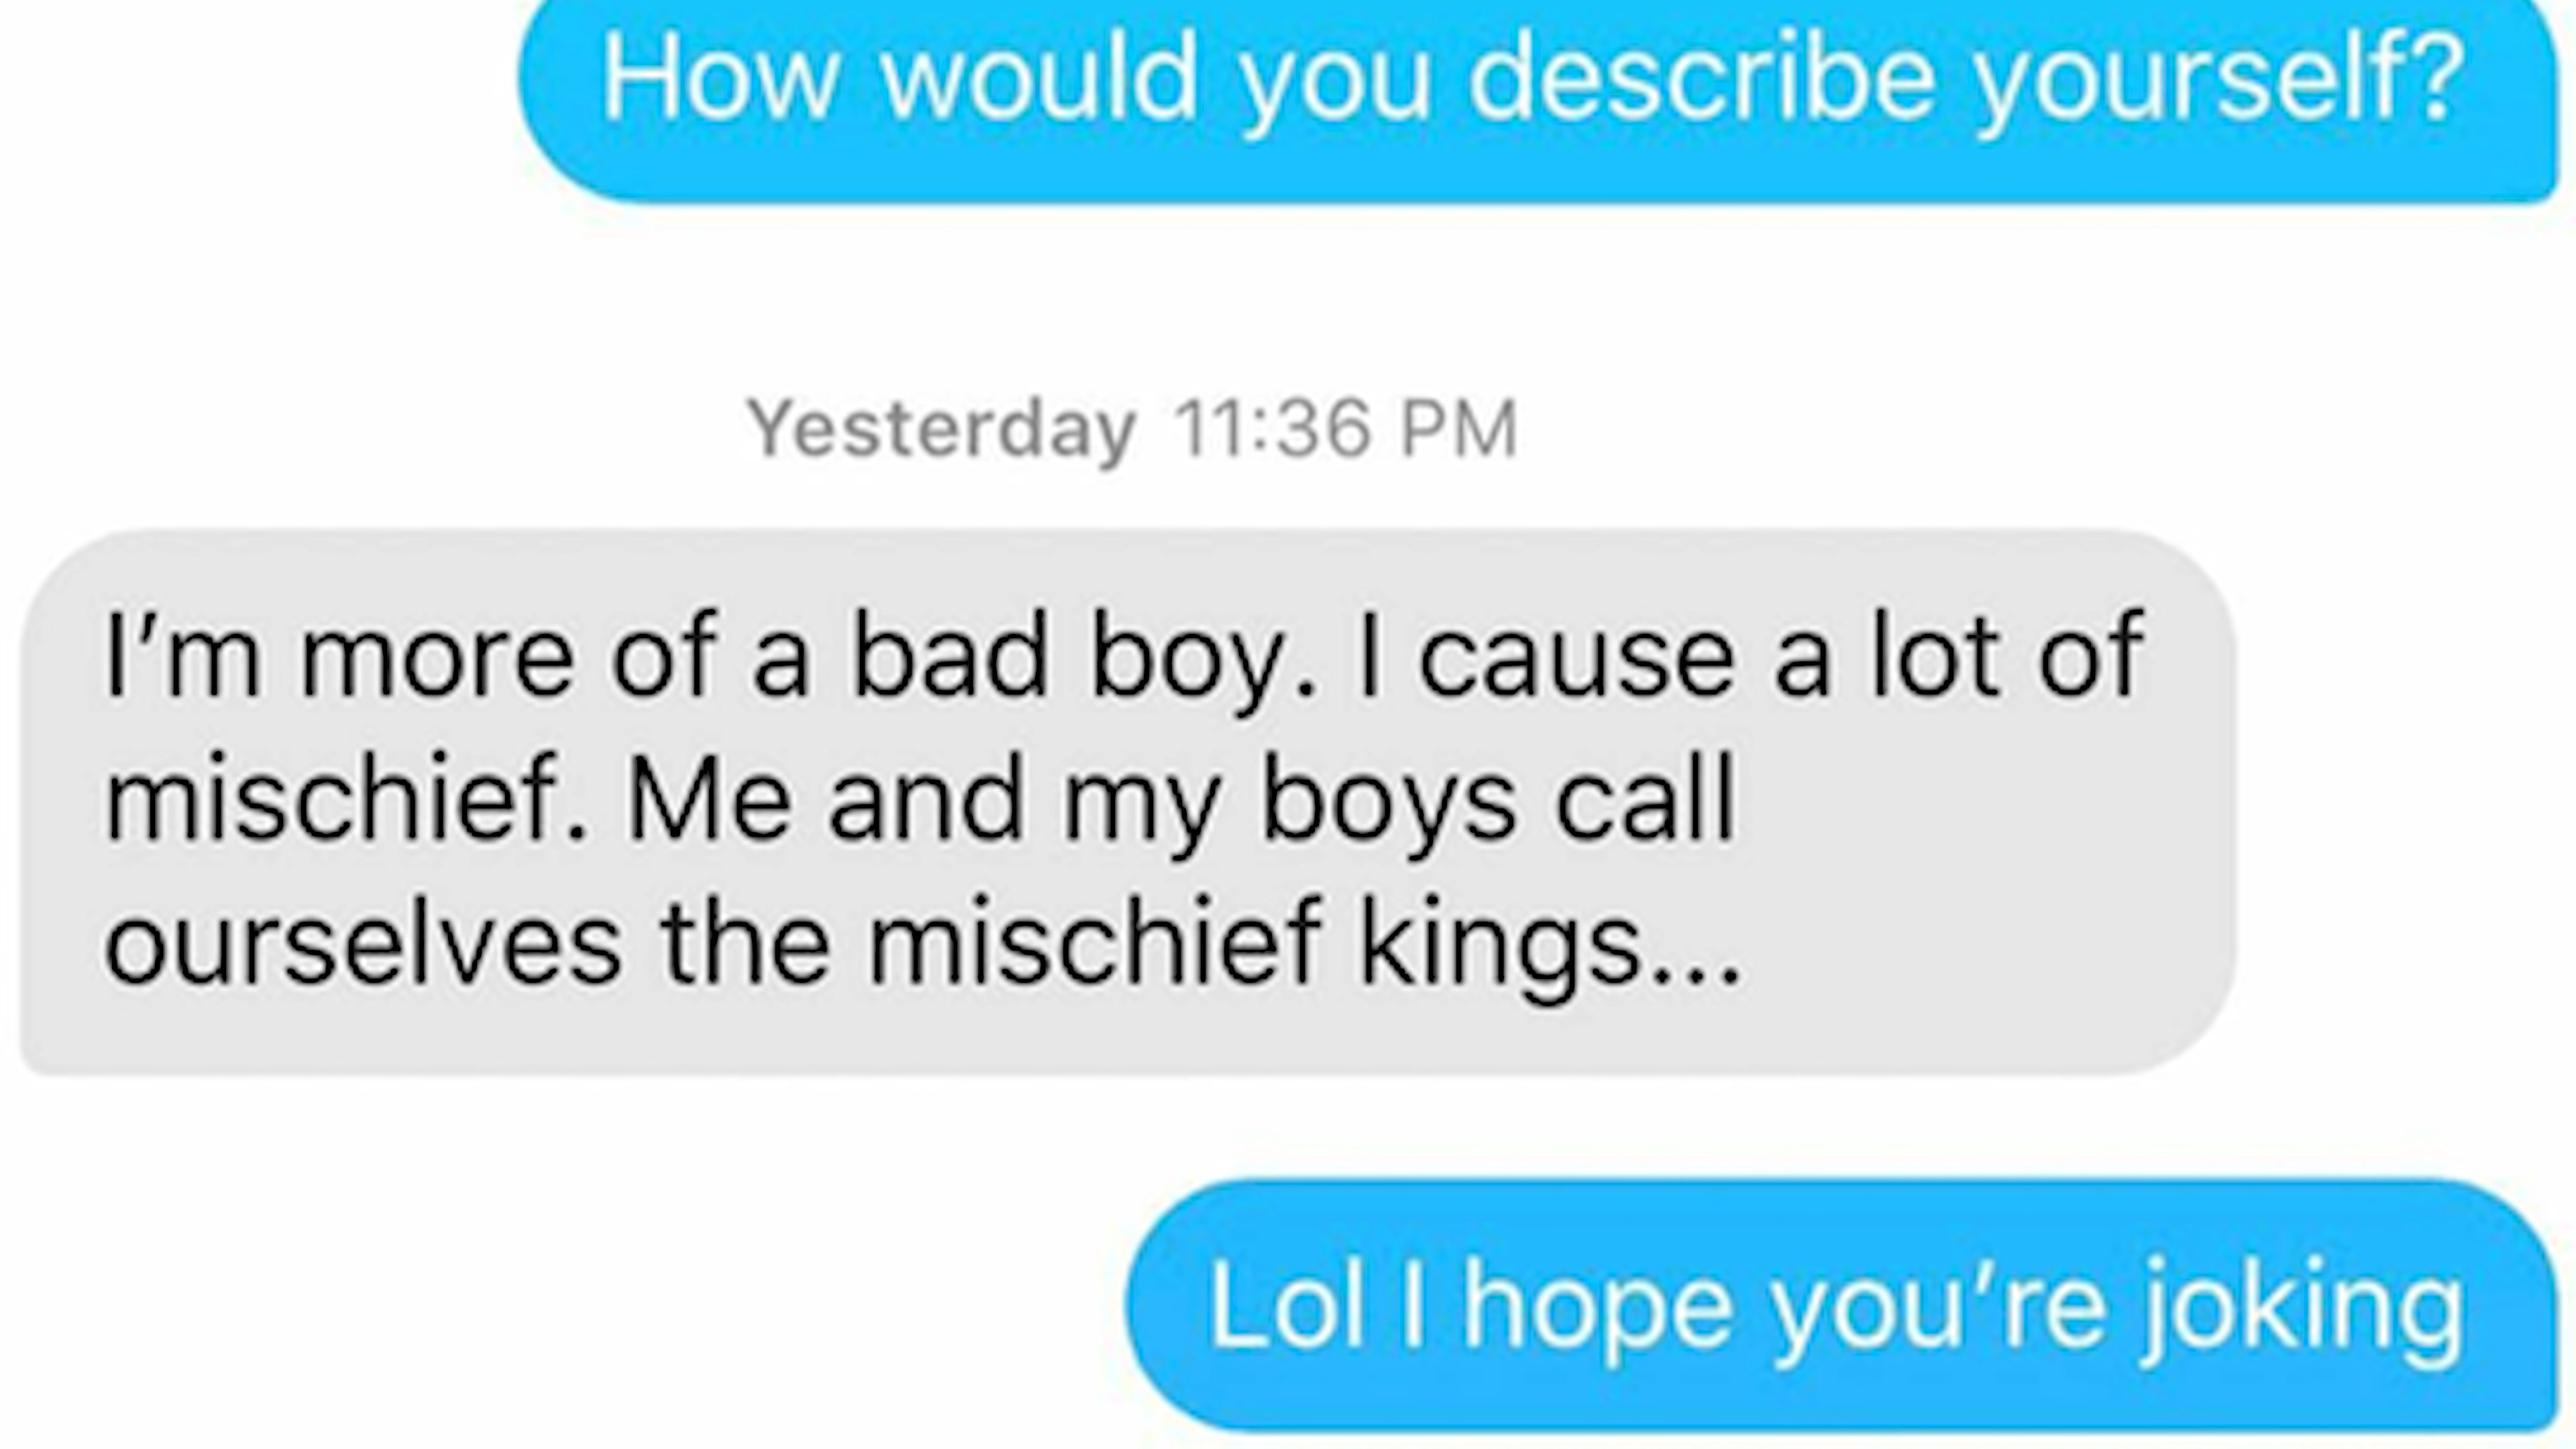 How would you describe yourself?
Yesterday 11:36 PM
I’m more of a bad boy. I cause a lot of
mischief. Me and my boys call
ourselves the mischief kings...
Lol I hope you’re joking